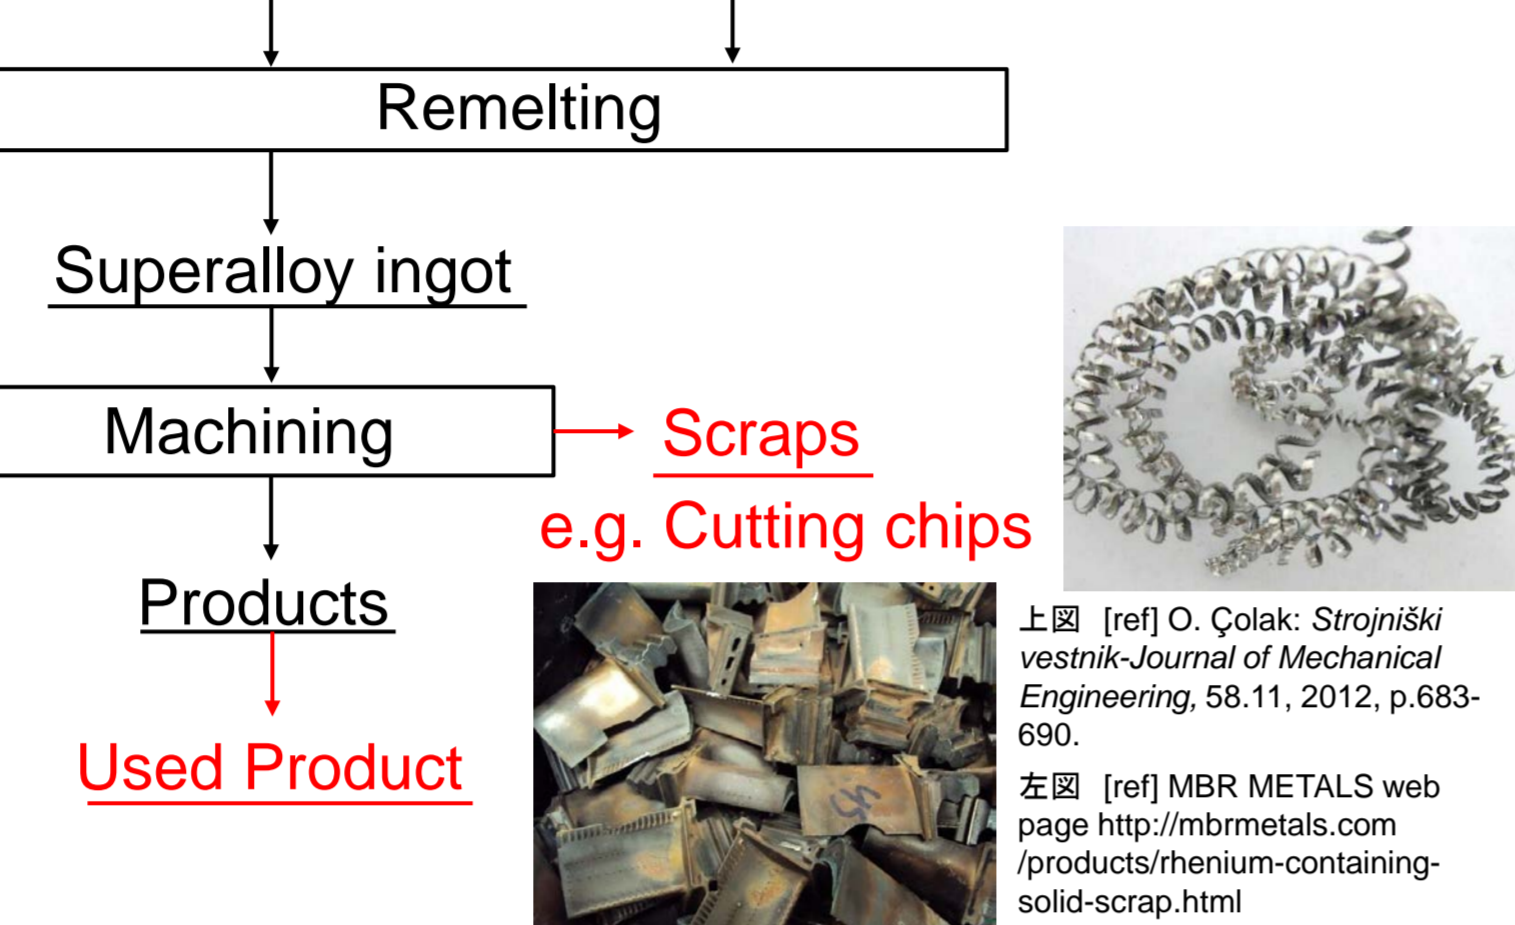 Remelting
Superalloy ingot
Machining
Scraps
e.g. Cutting chips
Products
Used Product
上図 [ref] O. Çolak: Strojniški
vestnik-Journal of Mechanical
Engineering, 58.11, 2012, p.683-
690.
左図 [ref] MBR METALS web
page http://mbrmetals.com
/products/rhenium-containing-
solid-scrap.html